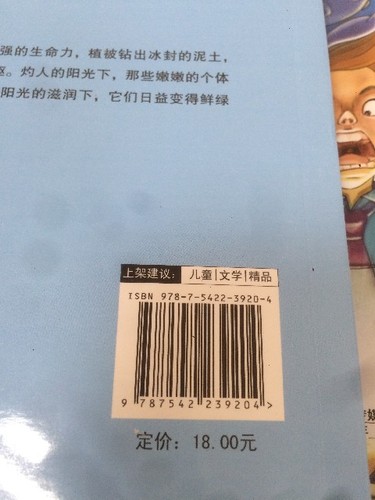 强的生命力，植被钻出冰封的泥土，
。灼人的阳光下，那些嫩嫩的个体
阳光的滋润下，它们日益变得鲜绿
上架建议： 儿童|文学|精品
ISBN 978-7-5422-3920-4
9 787542 239204 >
定价：18.00元